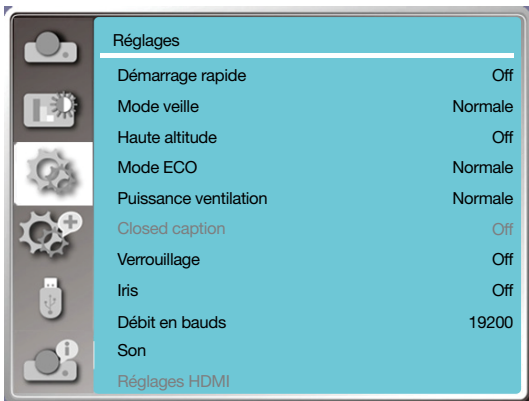 Réglages
Démarrage rapide Off
Mode veille Normale
Haute altitude Off
Mode ECO Normale
Puissance ventilation Normale
Closed caption Off
Verrouillage Off
Iris Off
Débit en bauds 19200
Son
Réglages HDMI